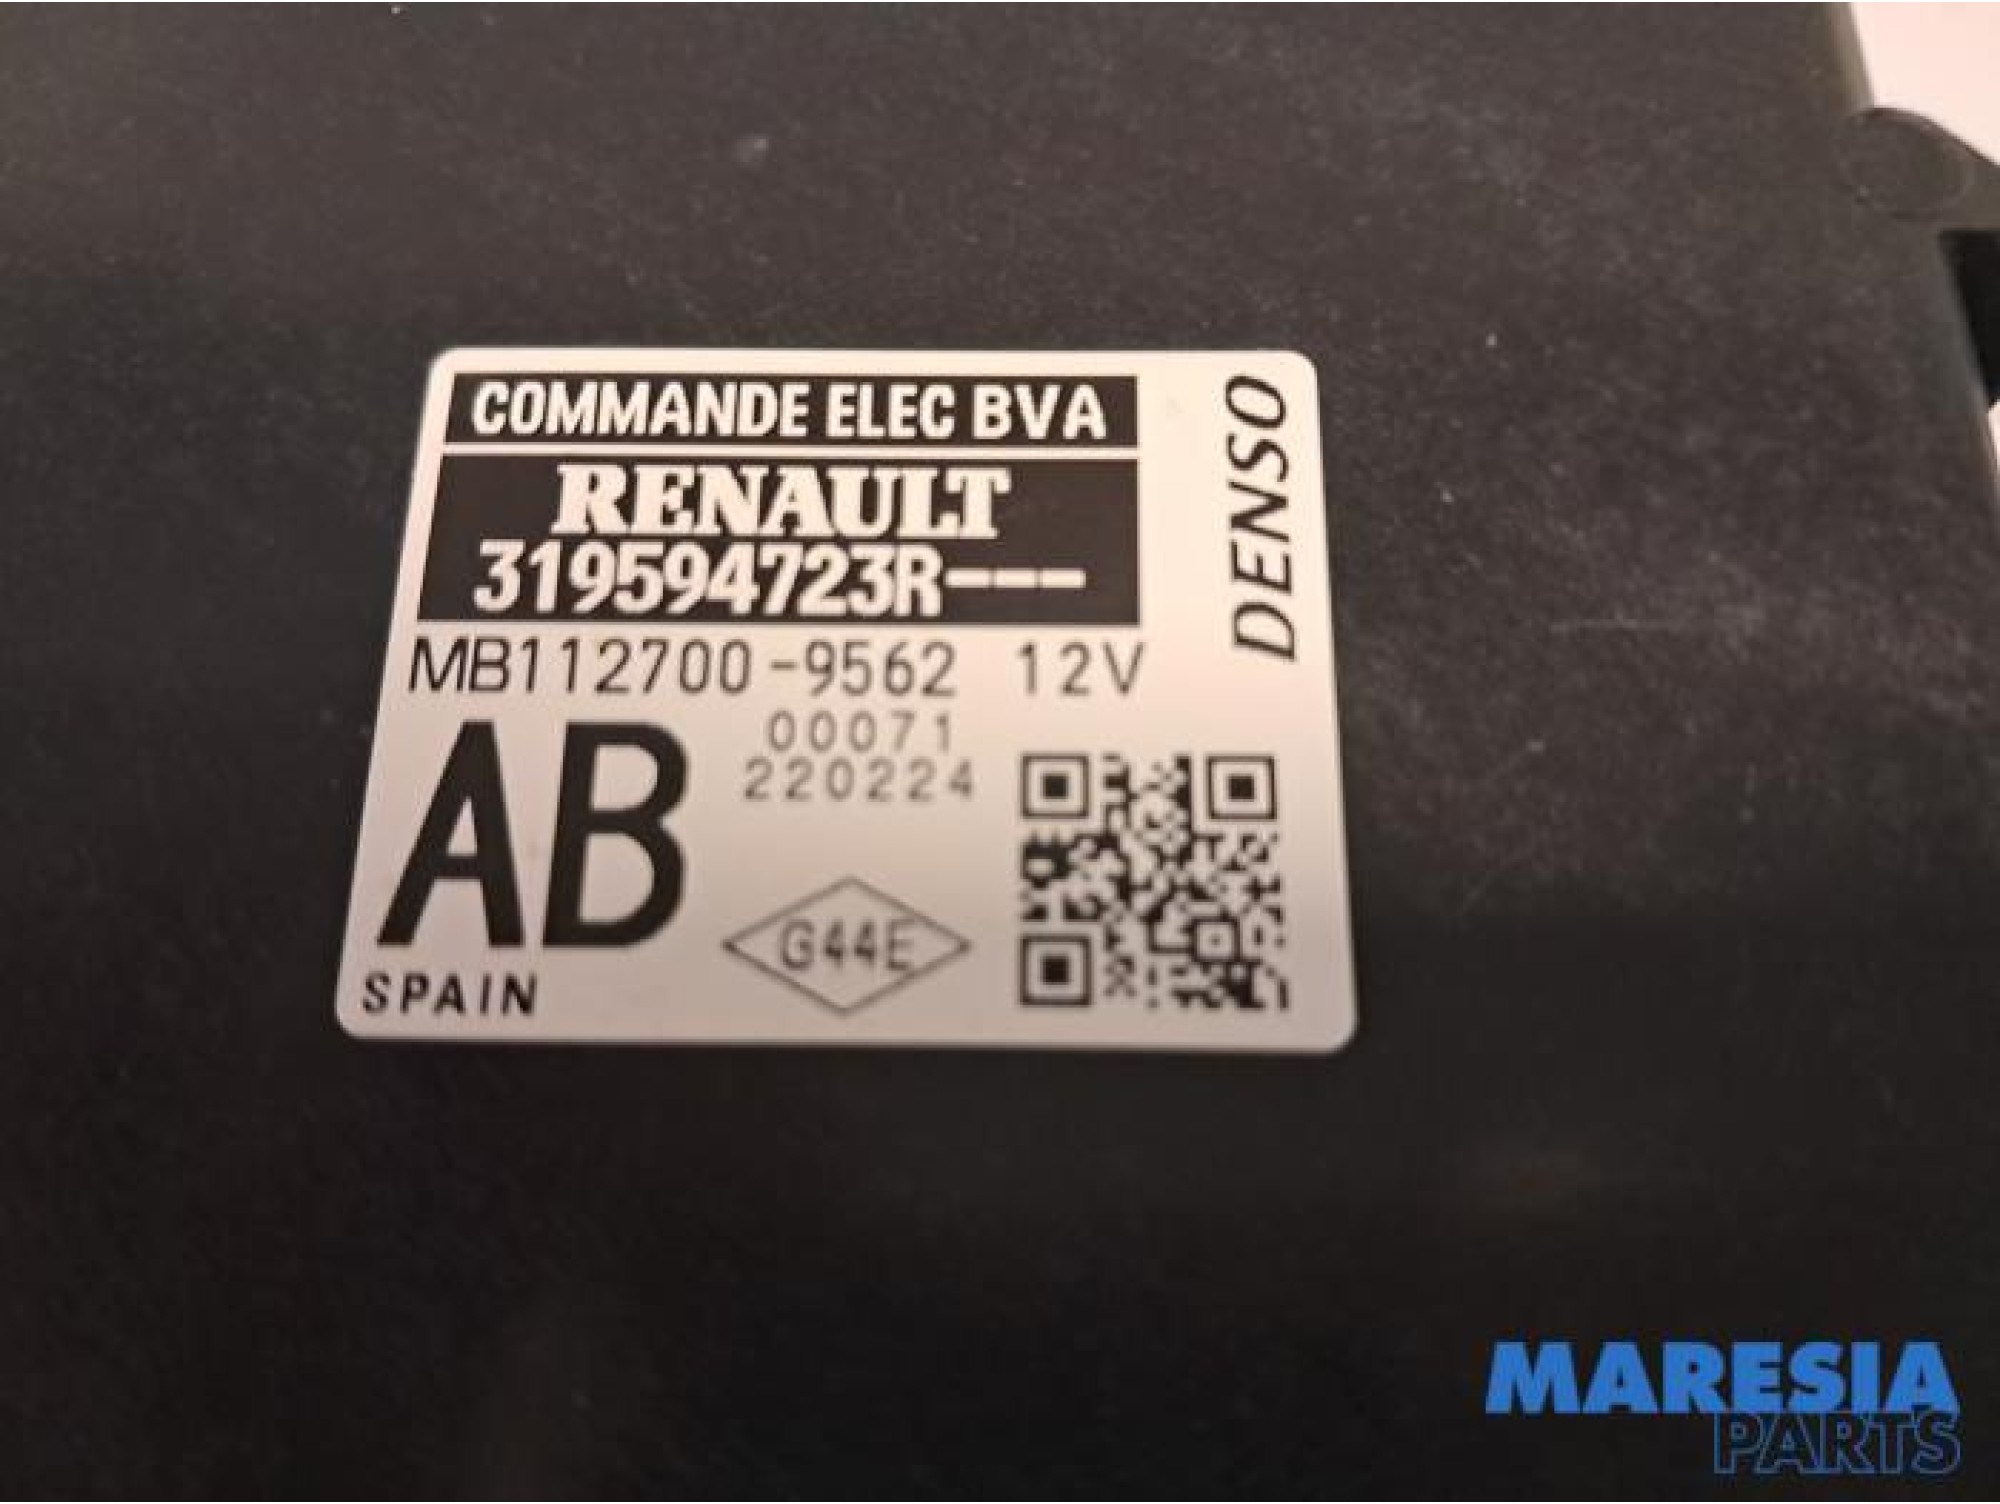 COMMANDE ELEC BVA
RENAULT
319594723R---
MB112700-9562 12V
DENSO
00071
220224
AB
G44E
SPAIN
MARESIA
PARTS